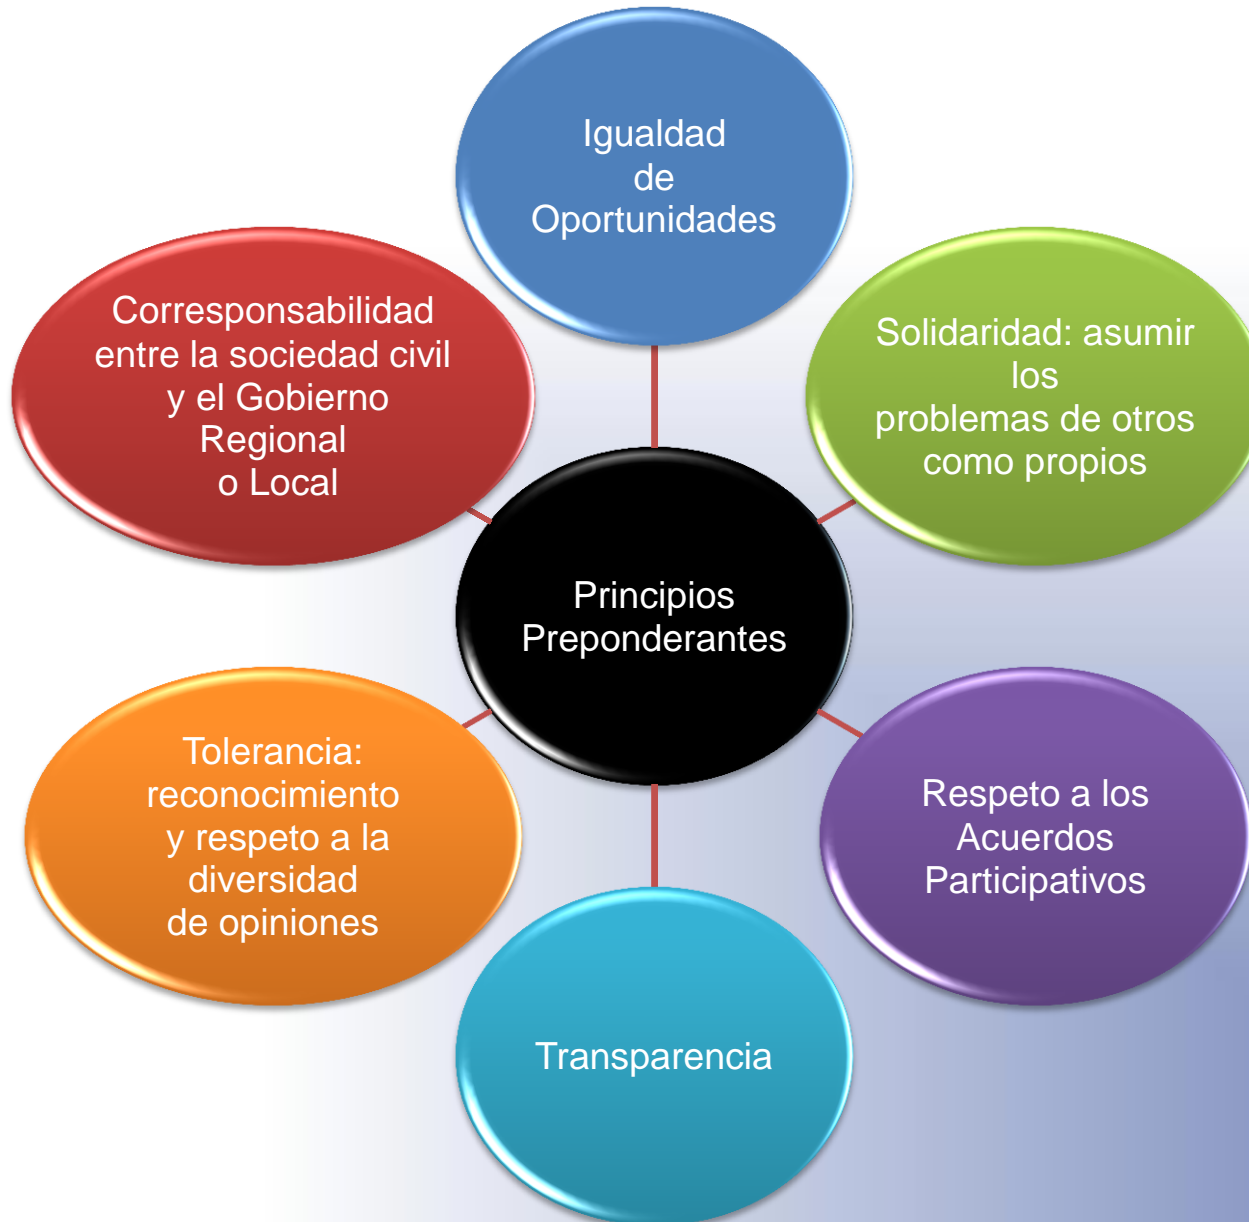 Igualdad
de
Oportunidades
Corresponsabilidad
entre la sociedad civil
y el Gobierno
Regional
o Local
Solidaridad: asumir
los
problemas de otros
como propios
Principios
Preponderantes
Tolerancia:
reconocimiento
y respeto a la
diversidad
de opiniones
Respeto a los
Acuerdos
Participativos
Transparencia